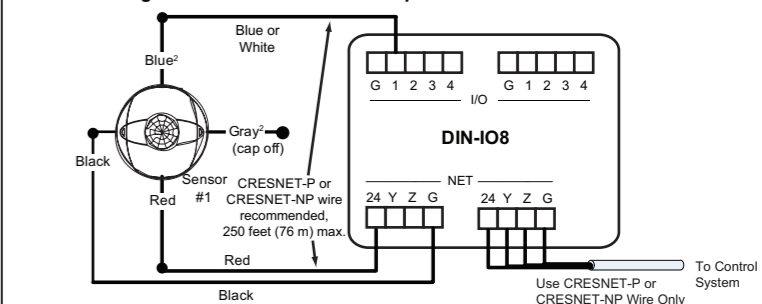 Blue or
White
Blue²
G 1 2 3 4
G 1 2 3 4
I/O
DIN-IO8
Gray²
(cap off)
Black
Sensor
#1
Red
CRESNET-P or
CRESNET-NP wire
recommended,
250 feet (76 m) max.
NET
24 Y Z G
24 Y Z G
Red
Black
To Control
System
Use CRESNET-P or
CRESNET-NP Wire Only